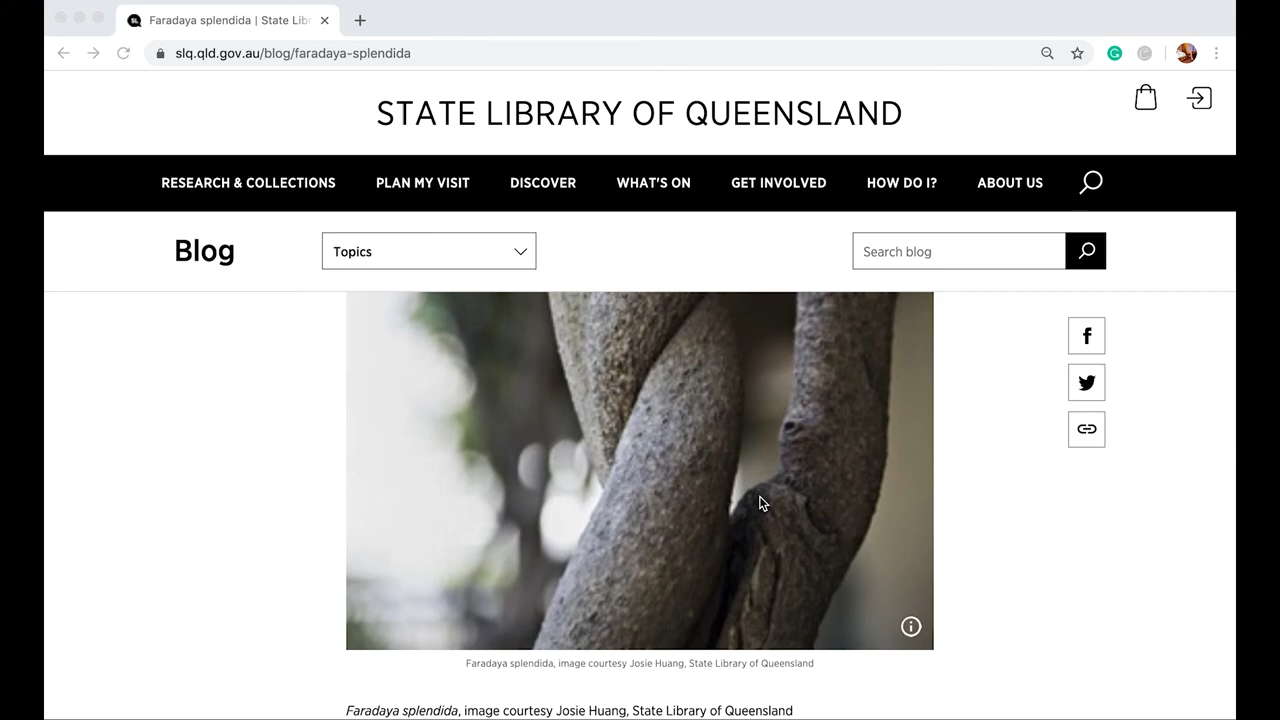 Faradaya splendida | State Libr
slq.qld.gov.au/blog/faradaya-splendida
STATE LIBRARY OF QUEENSLAND
RESEARCH & COLLECTIONS PLAN MY VISIT DISCOVER WHAT'S ON GET INVOLVED HOW DO I? ABOUT US
Blog Topics Search blog
Faradaya splendida, image courtesy Josie Huang, State Library of Queensland
Faradaya splendida, image courtesy Josie Huang, State Library of Queensland